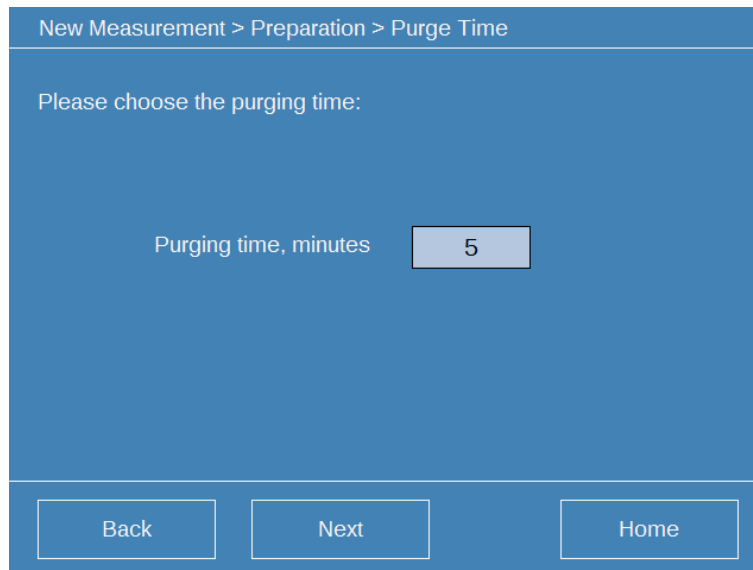 New Measurement > Preparation > Purge Time
Please choose the purging time:
Purging time, minutes 5
Back Next Home